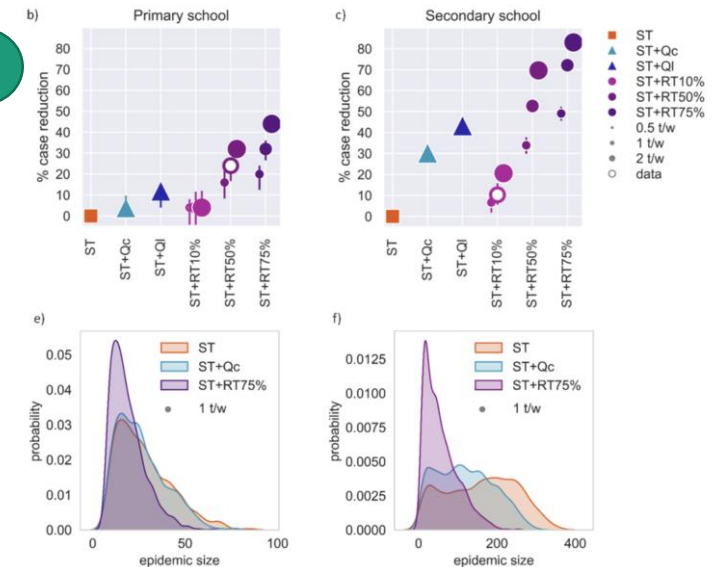 b)
Primary school
% case reduction
80
70
60
50
40
30
20
10
0
ST
ST+Qc
ST+Ql
ST+RT10%
ST+RT50%
ST+RT75%
c)
Secondary school
% case reduction
80
70
60
50
40
30
20
10
0
ST
ST+Qc
ST+Ql
ST+RT10%
ST+RT50%
ST+RT75%
ST
ST+Qc
ST+Ql
ST+RT10%
ST+RT50%
ST+RT75%
0.5 t/w
1 t/w
2 t/w
data
e)
probability
0.05
0.04
0.03
0.02
0.01
0.00
0
50
100
epidemic size
ST
ST+Qc
ST+RT75%
1 t/w
f)
probability
0.0125
0.0100
0.0075
0.0050
0.0025
0.0000
0
200
400
epidemic size
ST
ST+Qc
ST+RT75%
1 t/w